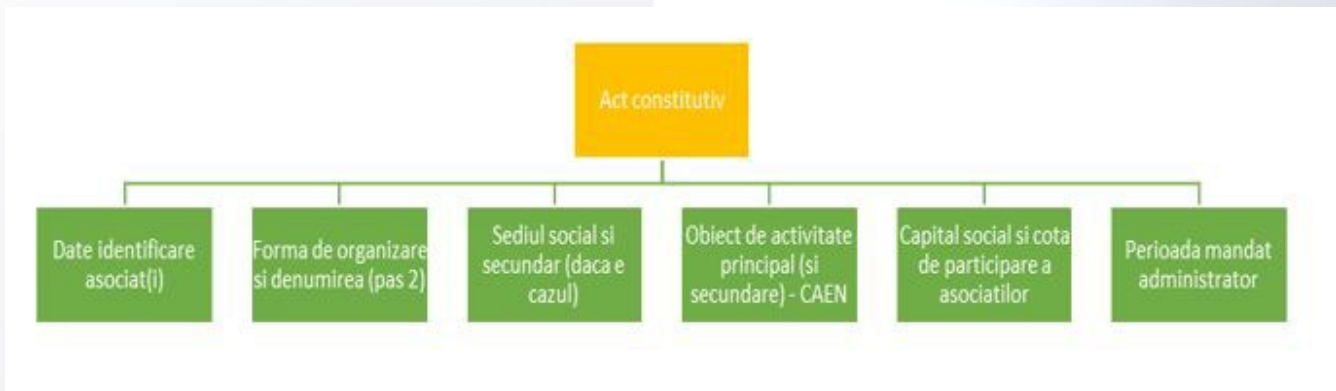 Act constitutiv
Date identificare
asociat(i)
Forma de organizare
si denumirea (pas 2)
Sediul social si
secundar (daca e
cazul)
Obiect de activitate
principal (si
secundare) - CAEN
Capital social si cota
de participare a
asociatilor
Perioada mandat
administrator